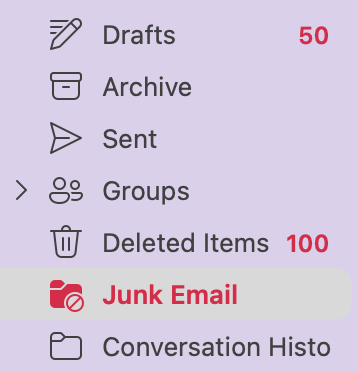 Drafts 50
Archive
Sent
Groups
Deleted Items 100
Junk Email
Conversation Histo